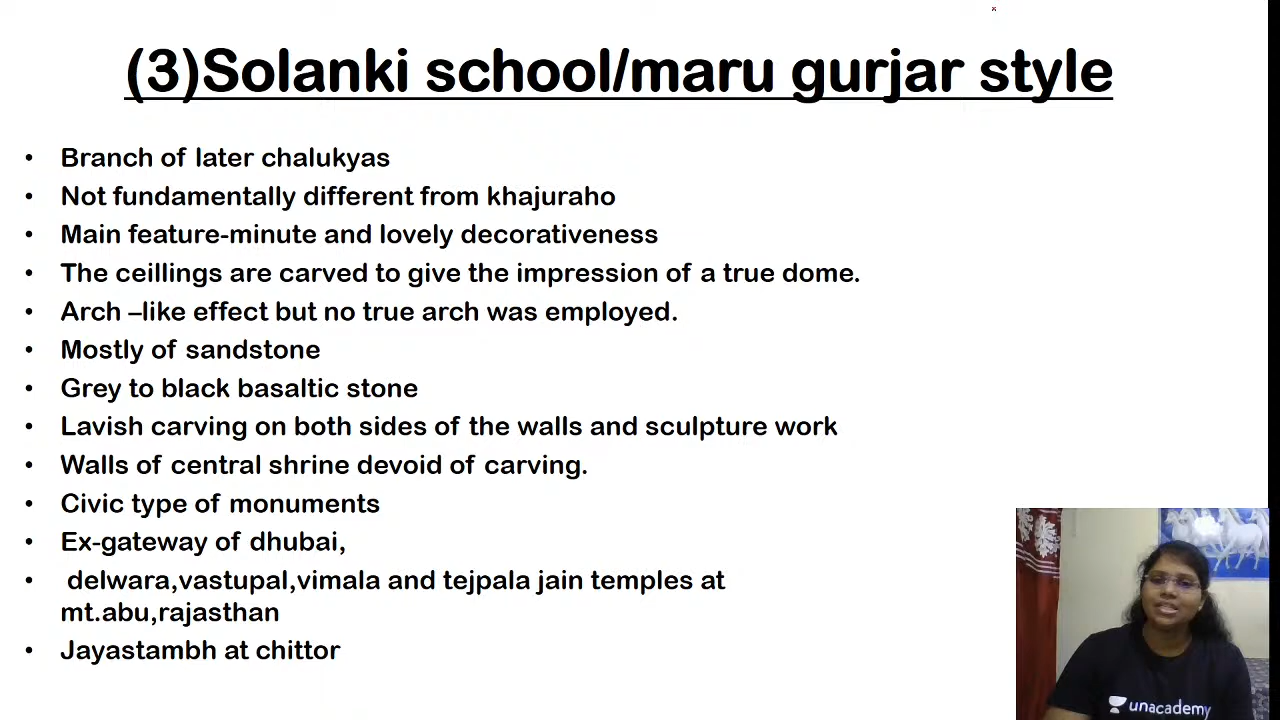 (3)Solanki school/maru gurjar style
• Branch of later chalukyas
• Not fundamentally different from khajuraho
• Main feature-minute and lovely decorativeness
• The ceillings are carved to give the impression of a true dome.
• Arch –like effect but no true arch was employed.
• Mostly of sandstone
• Grey to black basaltic stone
• Lavish carving on both sides of the walls and sculpture work
• Walls of central shrine devoid of carving.
• Civic type of monuments
• Ex-gateway of dhubai,
• delwara,vastupal,vimala and tejpala jain temples at
mt.abu,rajasthan
• Jayastambh at chittor
unacademy